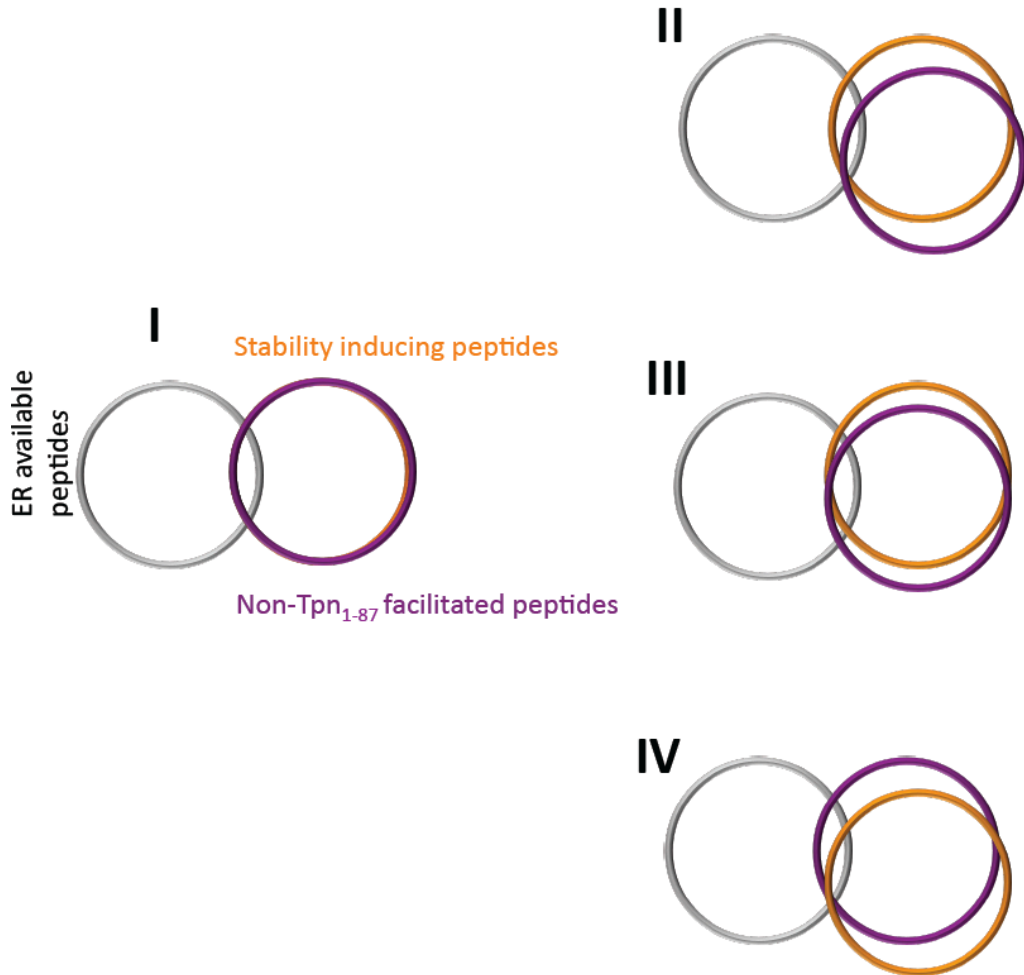 II
I
Stability inducing peptides
ER available
peptides
III
Non-Tpn₁₋₈₇ facilitated peptides
IV